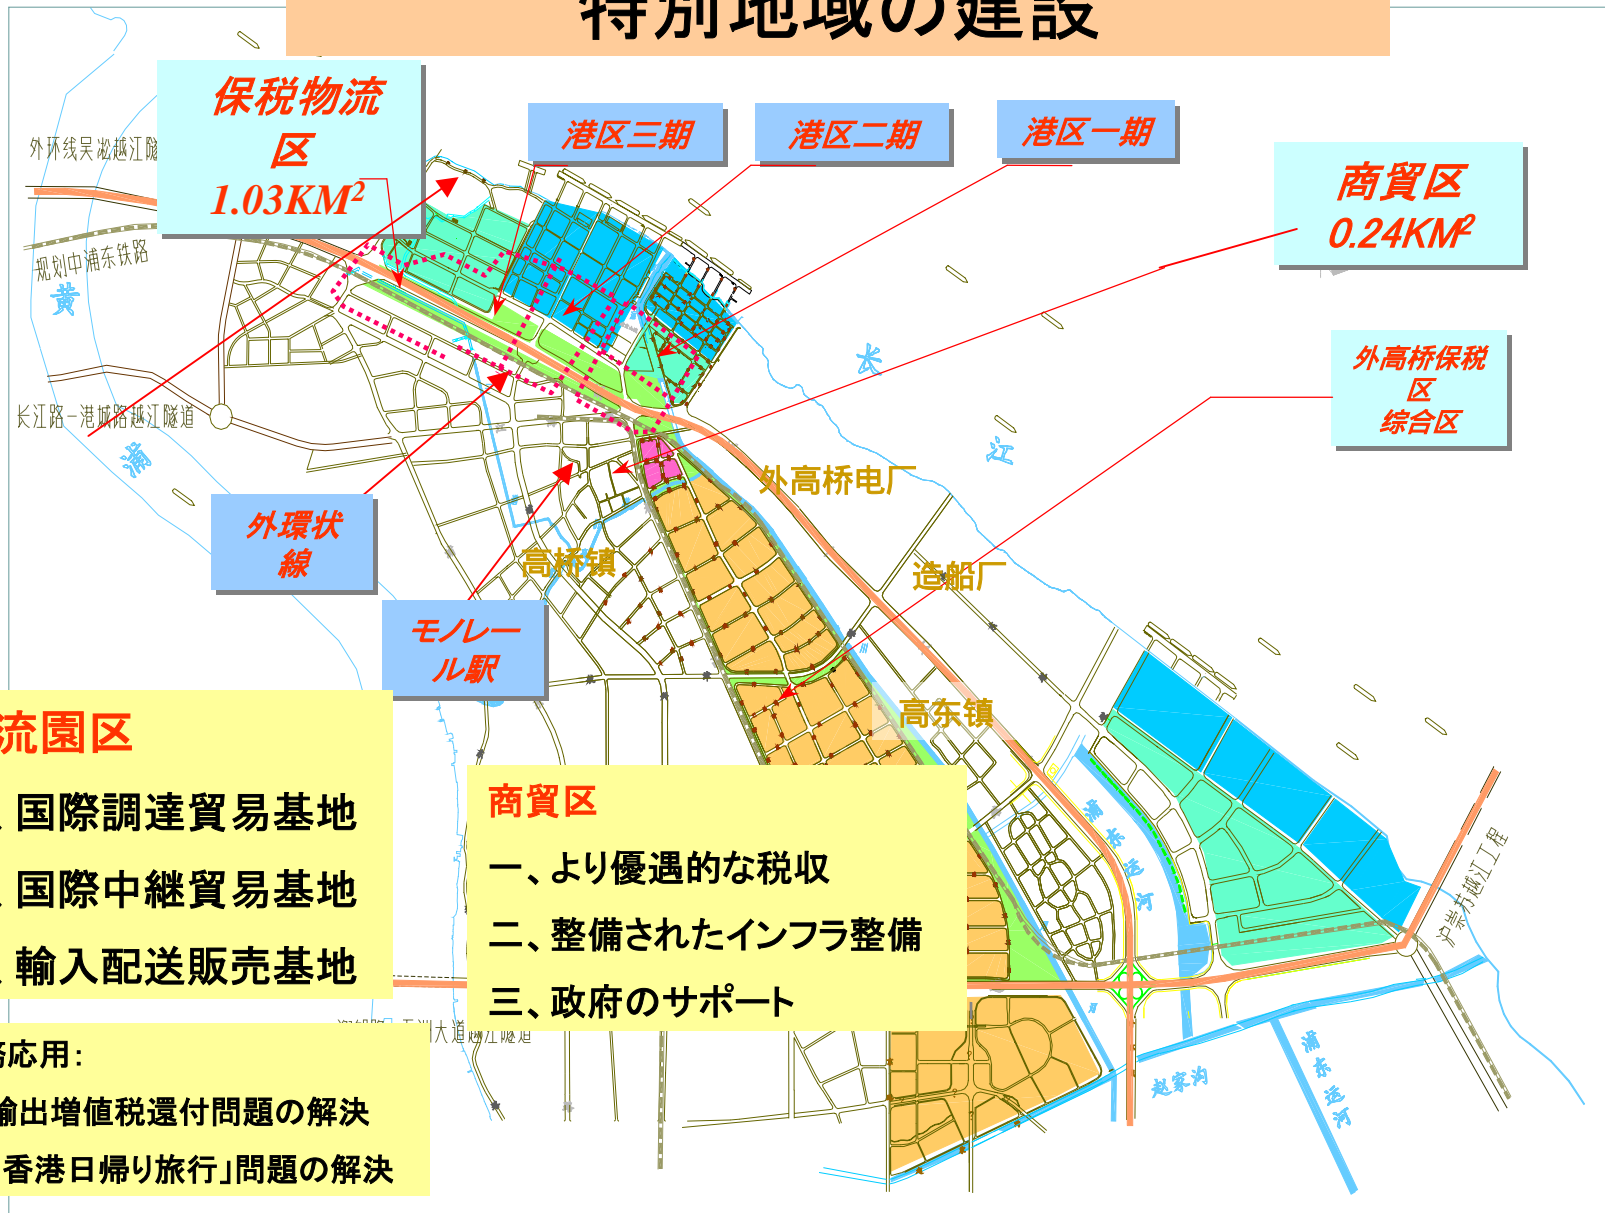 特別地域の建設
保税物流
区
1.03KM²
港区三期
港区二期
港区一期
商貿区
0.24KM²
外环线吴淞越江隧
规划中浦东铁路
黄
浦
长
江
长江路-港城路越江隧道
外高桥保税
区
综合区
外高桥电厂
外環状
線
高桥镇
造船厂
モノレー
ル駅
高东镇
流園区
、国際調達貿易基地
、国際中継貿易基地
、輸入配送販売基地
商貿区
一、より優遇的な税収
二、整備されたインフラ整備
三、政府のサポート
浦东运河
沪崇苏越江工程
大道越江隧道
赵家沟
浦东运河
務応用：
輸出増値税還付問題の解決
香港日帰り旅行」問題の解決